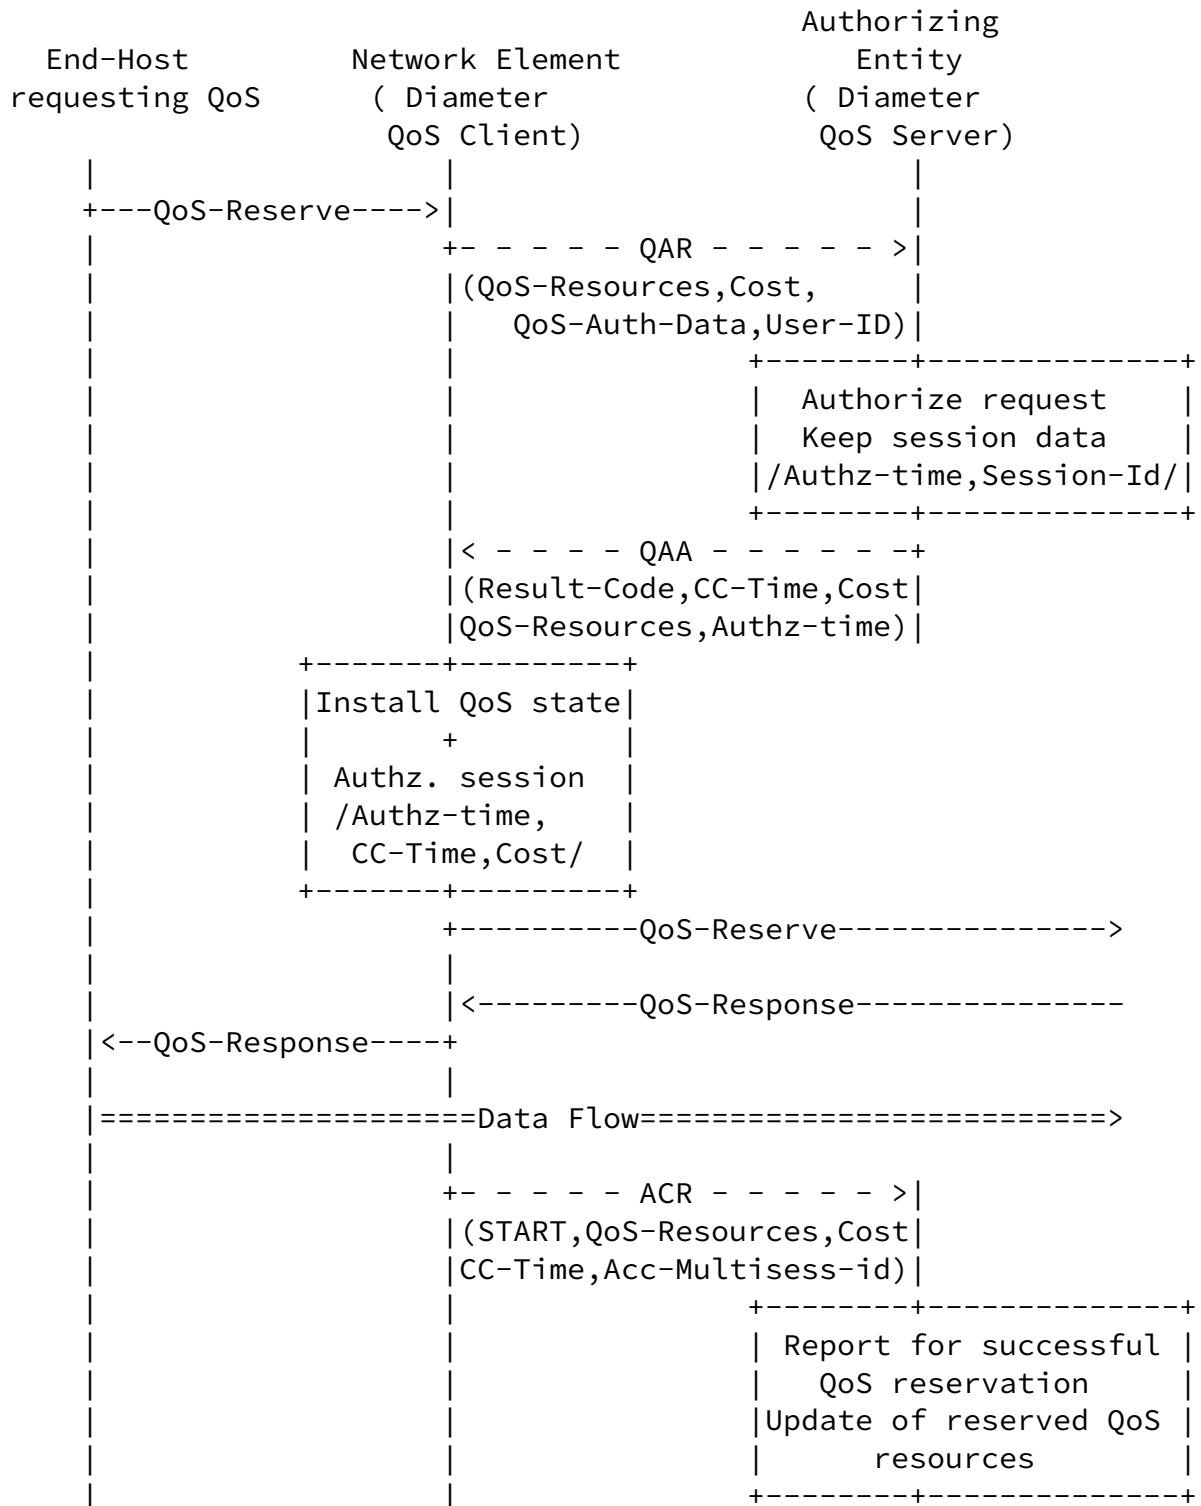 Authorizing
  End-Host         Network Element             Entity
requesting QoS      ( Diameter              ( Diameter
                     QoS Client)             QoS Server)
    |                   |                         |
    +---QoS-Reserve---->|                         |
    |                   +- - - - - QAR - - - - - >|
    |                   |(QoS-Resources,Cost,     |
    |                   |   QoS-Auth-Data,User-ID)|
    |                   |                +--------+--------------+
    |                   |                |  Authorize request    |
    |                   |                |  Keep session data    |
    |                   |                |/Authz-time,Session-Id/|
    |                   |                +--------+--------------+
    |                   |< - - - - QAA - - - - - -+
    |                   |(Result-Code,CC-Time,Cost|
    |                   |QoS-Resources,Authz-time)|
    |           +-------+---------+
    |           |Install QoS state|
    |           |       +         |
    |           | Authz. session  |
    |           | /Authz-time,    |
    |           |  CC-Time,Cost/  |
    |           +-------+---------+
    |                   +----------QoS-Reserve--------------->
    |                   |
    |                   |<---------QoS-Response---------------
    |<--QoS-Response----+
    |                   |
    |=====================Data Flow==========================>
    |                   |
    |                   +- - - - - ACR - - - - - >|
    |                   |(START,QoS-Resources,Cost|
    |                   |CC-Time,Acc-Multisess-id)|
    |                   |                +--------+--------------+
    |                   |                | Report for successful |
    |                   |                |   QoS reservation     |
    |                   |                |Update of reserved QoS |
    |                   |                |      resources        |
    |                   |                +--------+--------------+